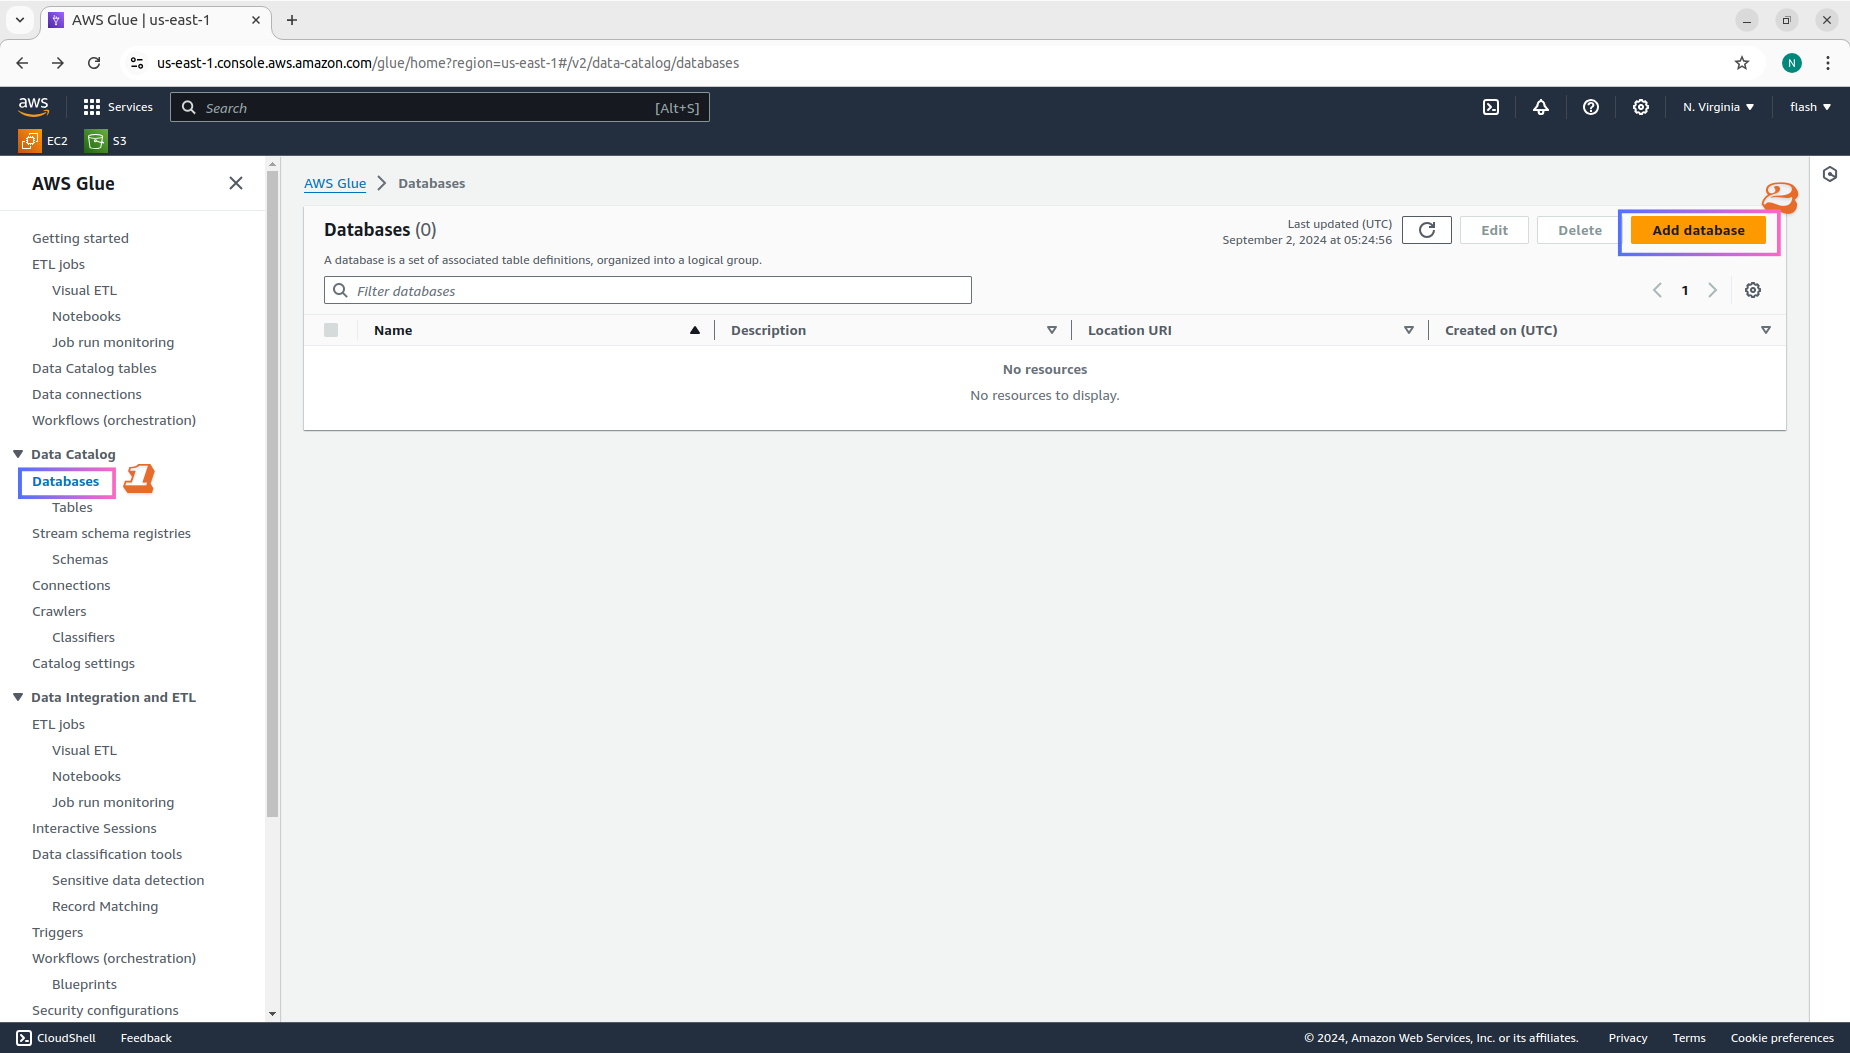 AWS Glue | us-east-1
us-east-1.console.aws.amazon.com/glue/home?region=us-east-1#/v2/data-catalog/databases
N
aws
Services
Search
[Alt+S]
N. Virginia
flash
EC2
S3
AWS Glue
Getting started
ETL jobs
Visual ETL
Notebooks
Job run monitoring
Data Catalog tables
Data connections
Workflows (orchestration)
Data Catalog
Databases
1
Tables
Stream schema registries
Schemas
Connections
Crawlers
Classifiers
Catalog settings
Data Integration and ETL
ETL jobs
Visual ETL
Notebooks
Job run monitoring
Interactive Sessions
Data classification tools
Sensitive data detection
Record Matching
Triggers
Workflows (orchestration)
Blueprints
Security configurations
AWS Glue > Databases
2
Databases (0)
Last updated (UTC)
September 2, 2024 at 05:24:56
Edit
Delete
Add database
A database is a set of associated table definitions, organized into a logical group.
Filter databases
1
Name
Description
Location URI
Created on (UTC)
No resources
No resources to display.
CloudShell
Feedback
© 2024, Amazon Web Services, Inc. or its affiliates.
Privacy
Terms
Cookie preferences